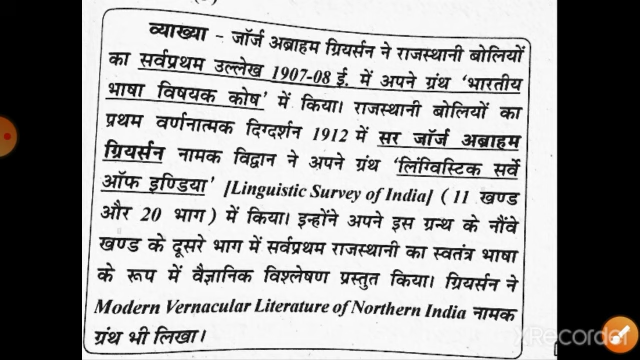 व्याख्या - जॉर्ज अब्राहम ग्रियर्सन ने राजस्थानी बोलियों
का सर्वप्रथम उल्लेख 1907-08 ई. में अपने ग्रंथ 'भारतीय
भाषा विषयक कोष' में किया। राजस्थानी बोलियों का
प्रथम वर्णनात्मक दिग्दर्शन 1912 में सर जॉर्ज अब्राहम
ग्रियर्सन नामक विद्वान ने अपने ग्रंथ 'लिंग्विस्टिक सर्वे
ऑफ इण्डिया' [Linguistic Survey of India] ( 11 खण्ड
और 20 भाग ) में किया। इन्होंने अपने इस ग्रन्थ के नौंवे
खण्ड के दूसरे भाग में सर्वप्रथम राजस्थानी का स्वतंत्र भाषा
के रूप में वैज्ञानिक विश्लेषण प्रस्तुत किया। ग्रियर्सन ने
Modern Vernacular Literature of Northern India नामक
ग्रंथ भी लिखा।
XRecorder